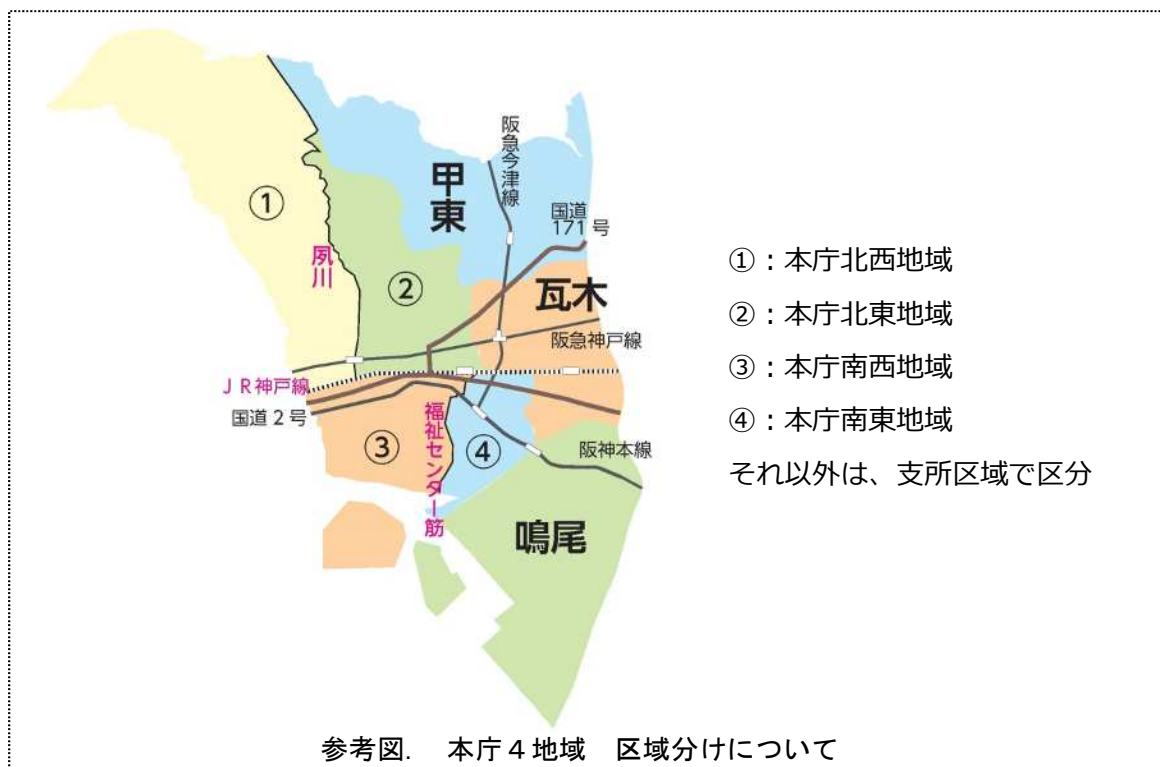 ①
②
③
④
甲東
瓦木
鳴尾
夙川
阪急今津線
国道
171号
阪急神戸線
ＪＲ神戸線
国道２号
福祉センター筋
阪神本線
①：本庁北西地域
②：本庁北東地域
③：本庁南西地域
④：本庁南東地域
それ以外は、支所区域で区分
参考図.　本庁４地域　区域分けについて